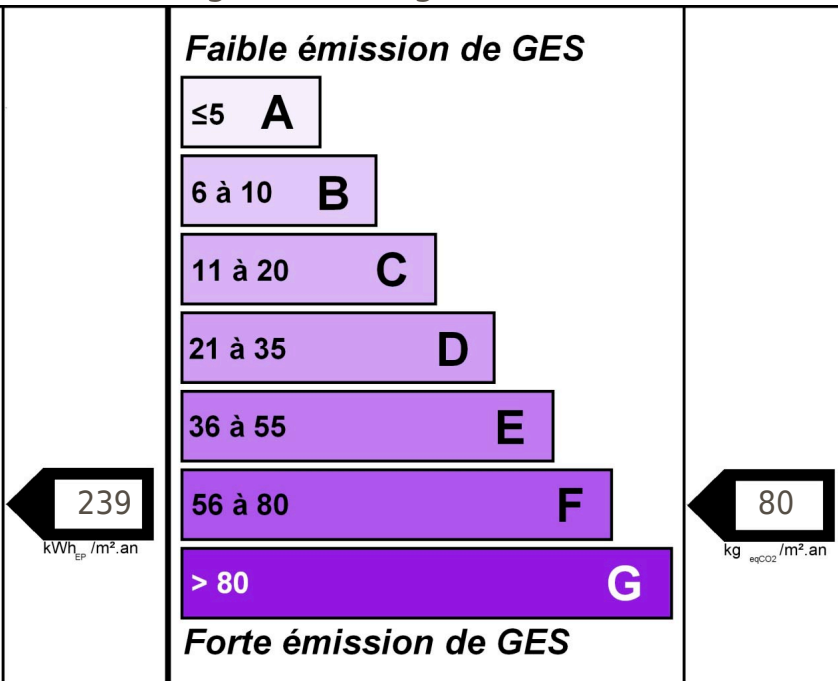 Faible émission de GES
≤5 A
6 à 10 B
11 à 20 C
21 à 35 D
36 à 55 E
239
kWhEP /m².an
56 à 80 F
80
kg eqCO2 /m².an
> 80 G
Forte émission de GES